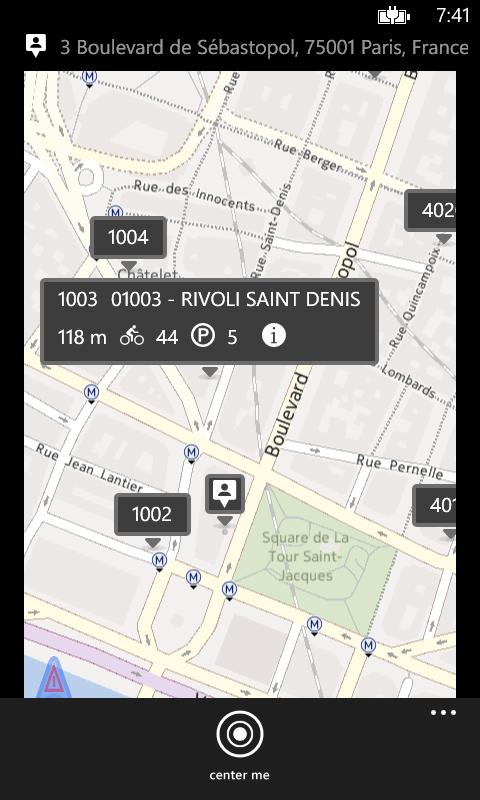 7:41
3 Boulevard de Sébastopol, 75001 Paris, France
M
Rue Berger
Rue des Innocents
M
1004
402
Rue Saint-Denis
Châtelet
opol
Rue Quincampoix
1003 01003 - RIVOLI SAINT DENIS
118 m 44 P 5 i
Lombards
M
Boulevard
M
Rue Pernelle
Rue Jean Lantier
1002
401
Square de La
Tour Saint-
Jacques
M
M
M
M
M
center me